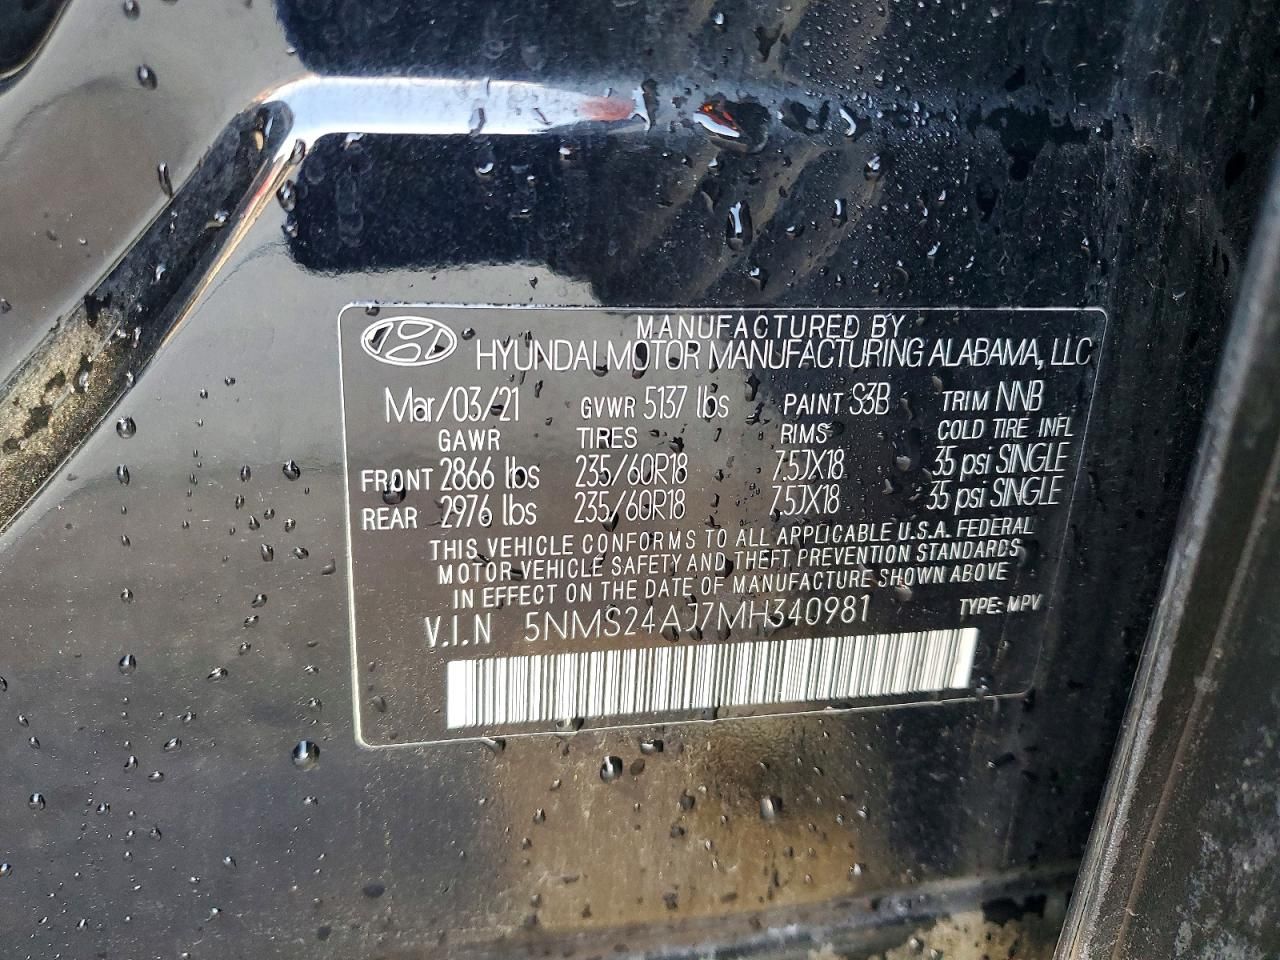 MANUFACTURED BY
HYUNDAI MOTOR MANUFACTURING ALABAMA, LLC
Mar/03/21 GVWR 5137 lbs PAINT S3B TRIM NNB
GAWR TIRES RIMS COLD TIRE INFL
FRONT 2866 lbs 235/60R18 7.5JX18 35 psi SINGLE
REAR 2976 lbs 235/60R18 7.5JX18 35 psi SINGLE
THIS VEHICLE CONFORMS TO ALL APPLICABLE U.S.A. FEDERAL
MOTOR VEHICLE SAFETY AND THEFT PREVENTION STANDARDS
IN EFFECT ON THE DATE OF MANUFACTURE SHOWN ABOVE
V.I.N 5NMS24AJ7MH340981 TYPE: MPV